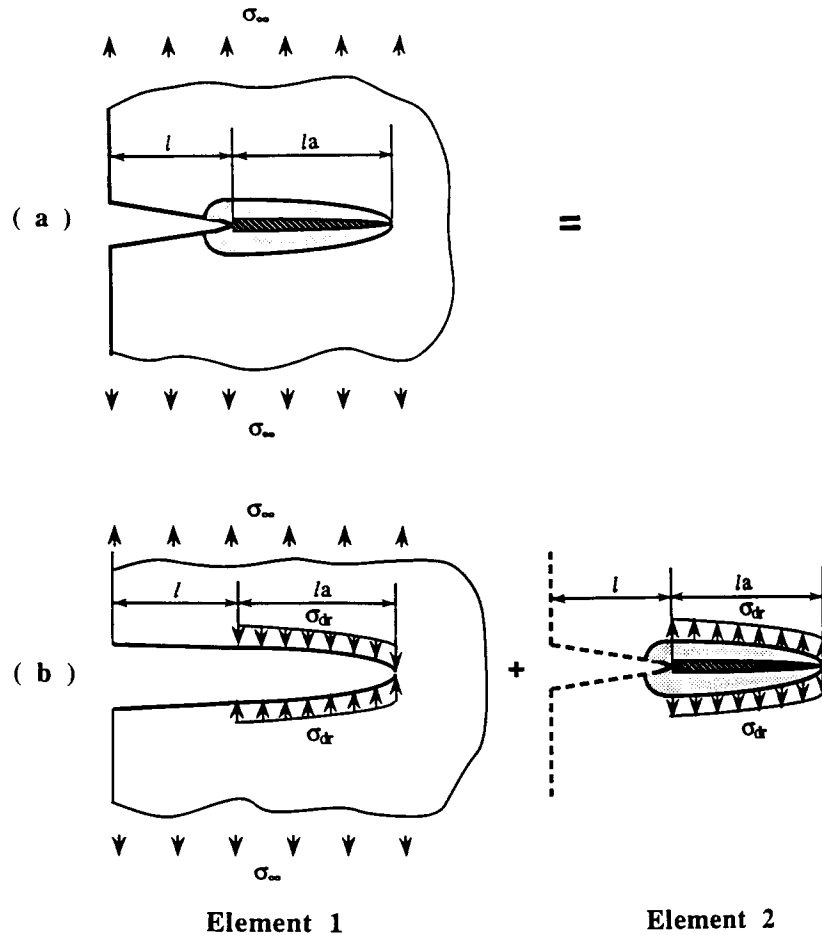 σ∞
l la
( a ) =
σ∞
σ∞
l la
σdr
( b )
σdr
σ∞
+
l la
σdr
σdr
Element 1
Element 2